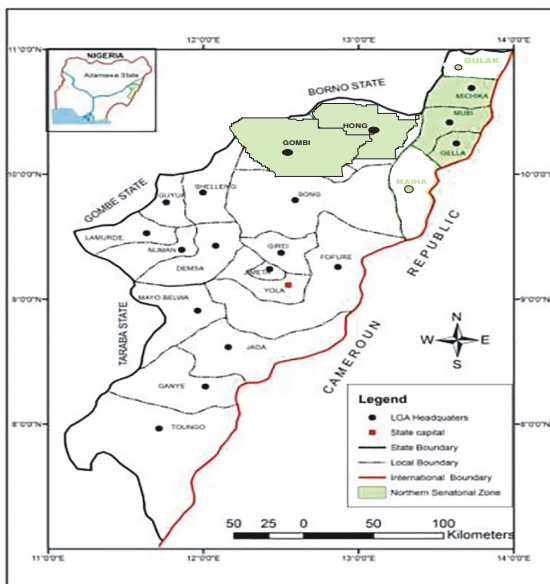 11°0'0"E
12°0'0"E
13°0'0"E
14°0'0"E
NIGERIA
Adamawa State
GULAK
MICHIKA
BORNO STATE
MUBI
HONG
GOMBI
GELLA
MAIHA
GOMBE STATE
SHELLENG
GUYUK
SONG
LAMURDE
NUMAN
GIREI
FOFURE
DEMSA
JIMETA
YOLA
MAYO BELWA
REPUBLIC
CAMEROUN
TARABA STATE
JADA
GANYE
TOUNGO
11°0'0"N
10°0'0"N
9°0'0"N
8°0'0"N
N
W
E
S
Legend
LGA Headquaters
State capital
State Boundary
Local Boundary
International Boundary
Northern Senatorial Zone
50 25 0 50 100
Kilometers
11°0'0"E
12°0'0"E
13°0'0"E
14°0'0"E